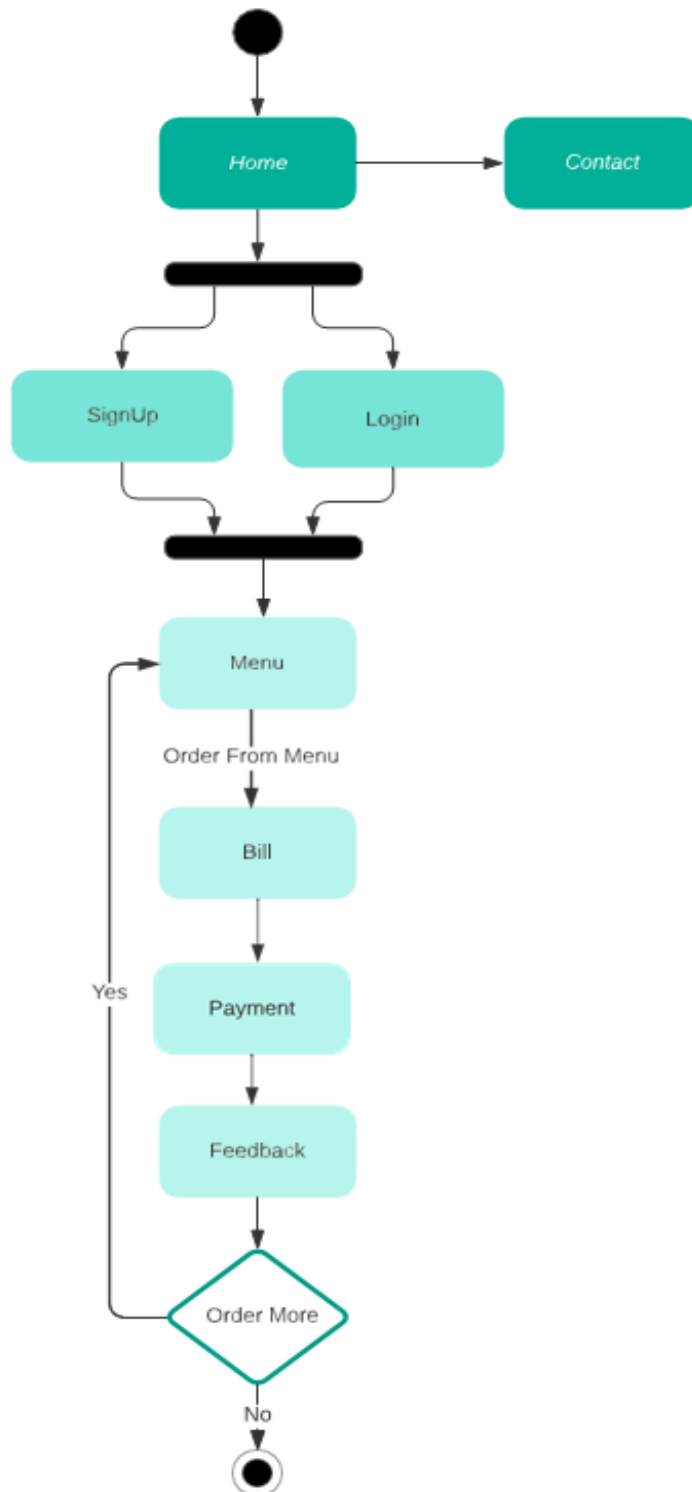 Home
Contact
SignUp
Login
Menu
Order From Menu
Bill
Yes
Payment
Feedback
Order More
No